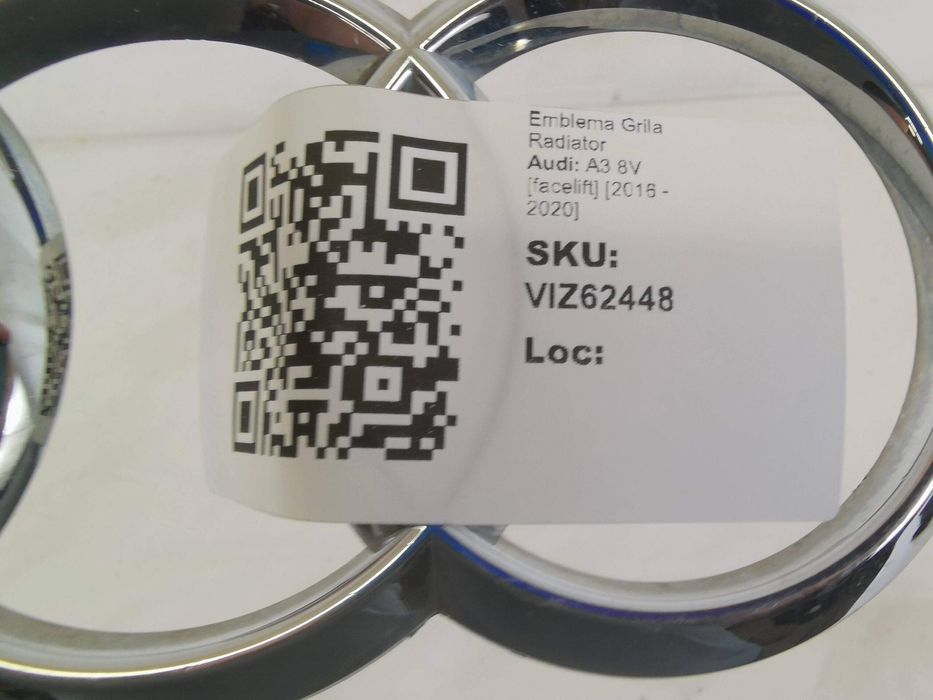 Emblema Grila
Radiator
Audi: A3 8V
[facelift] [2016 -
2020]
SKU:
VIZ62448
Loc: